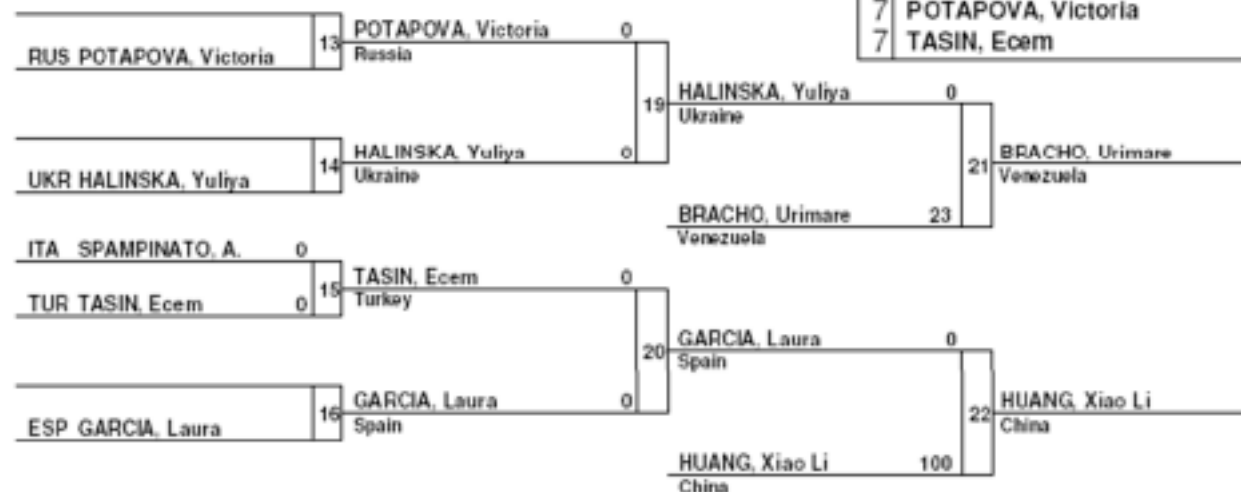 7 POTAPOVA, Victoria
7 TASIN, Ecem
POTAPOVA, Victoria 0
13
RUS POTAPOVA, Victoria
Russia
HALINSKA, Yuliya 0
19
Ukraine
HALINSKA, Yuliya 0
14
UKR HALINSKA, Yuliya
Ukraine
BRACHO, Urimare
21
Venezuela
BRACHO, Urimare 23
Venezuela
ITA SPAMPINATO, A. 0
15
TUR TASIN, Ecem 0
TASIN, Ecem 0
Turkey
GARCIA, Laura 0
20
Spain
GARCIA, Laura 0
16
ESP GARCIA, Laura
Spain
HUANG, Xiao Li
22
China
HUANG, Xiao Li 100
China